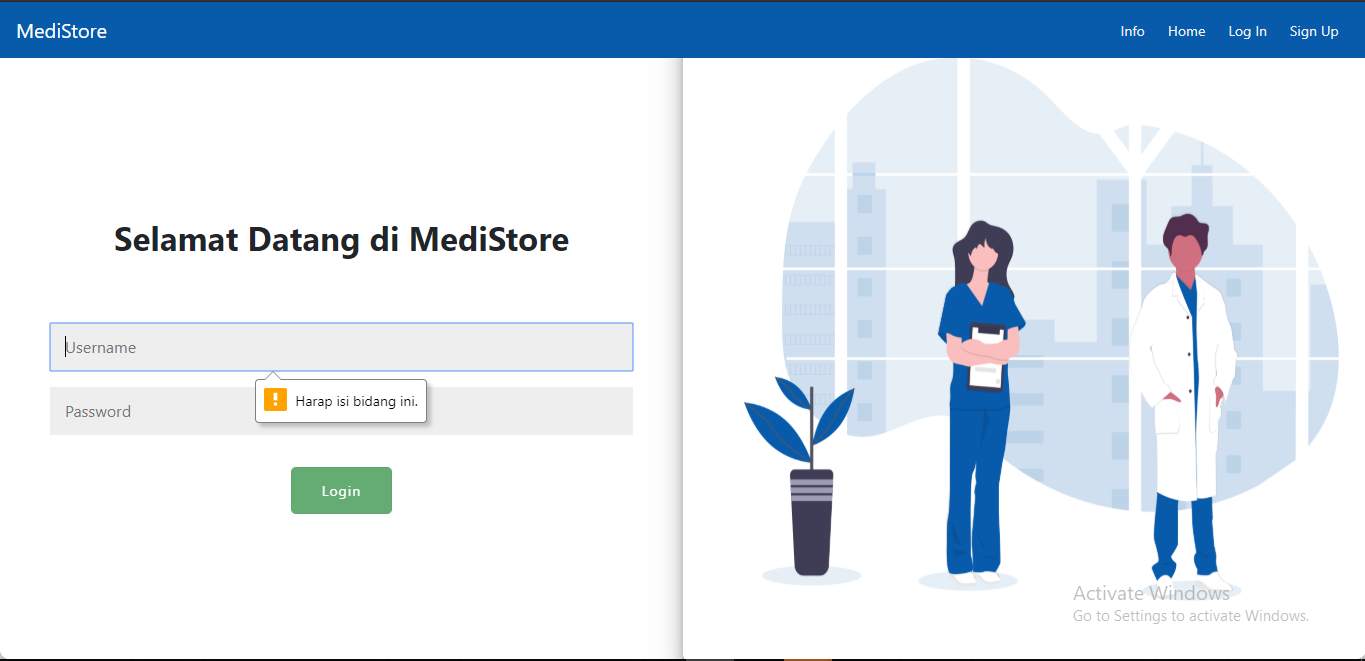 MediStore
Info Home Log In Sign Up
Selamat Datang di MediStore
Username
Harap isi bidang ini.
Password
Login
Activate Windows
Go to Settings to activate Windows.